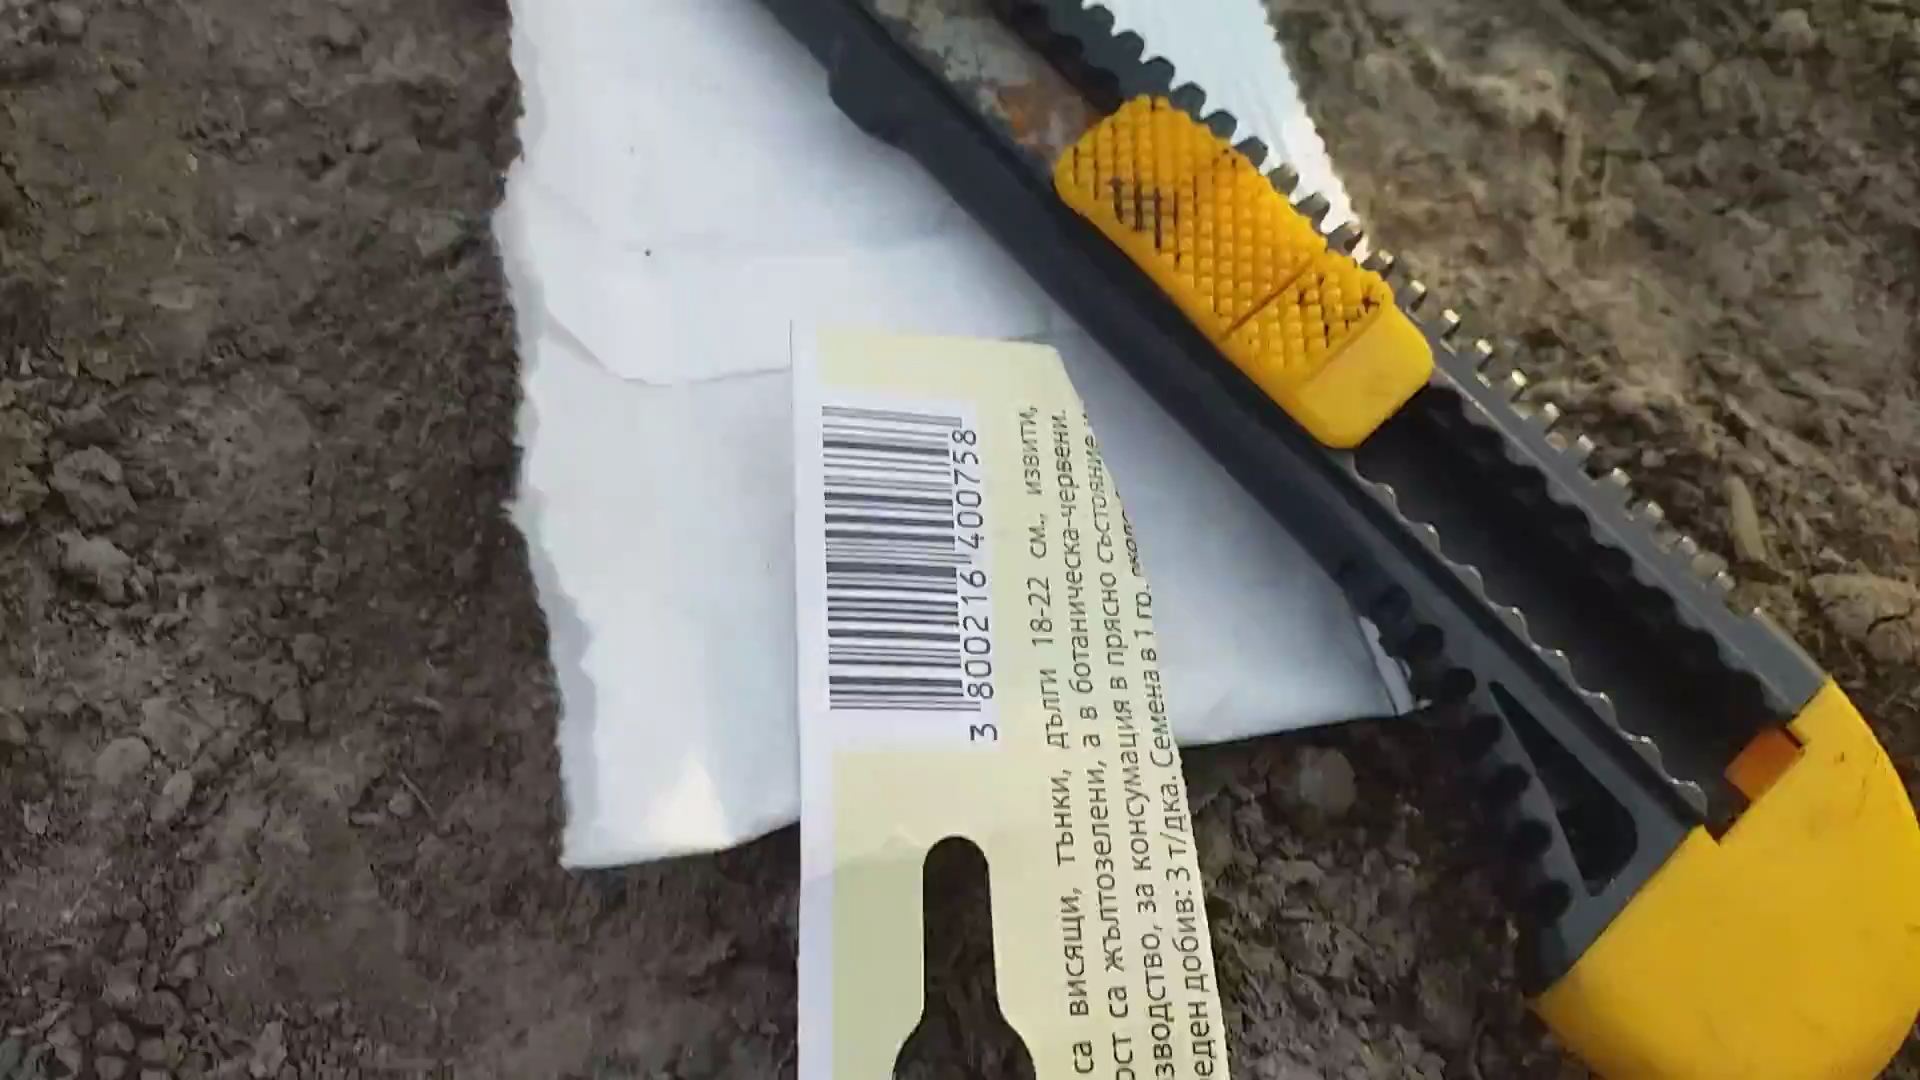 3 800216 400758
са висящи, тънки, дълги 18-22 см., извити,
ост са жълтозелени, а в ботаническа-червени.
зводство, за консумация в прясно състояние
еден добив: 3 т/дка. Семена в 1 гр.